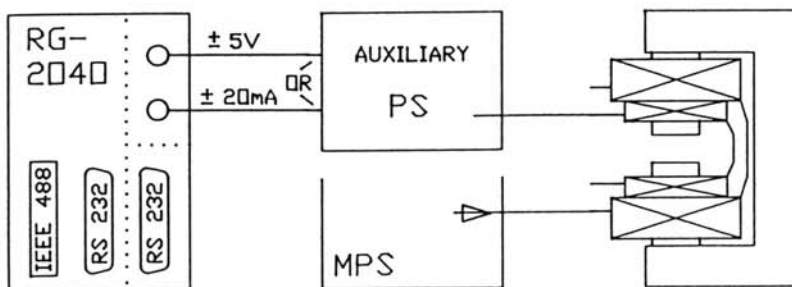 RG-
2040
± 5V
± 20mA
OR
AUXILIARY
PS
IEEE 488
RS 232
RS 232
MPS